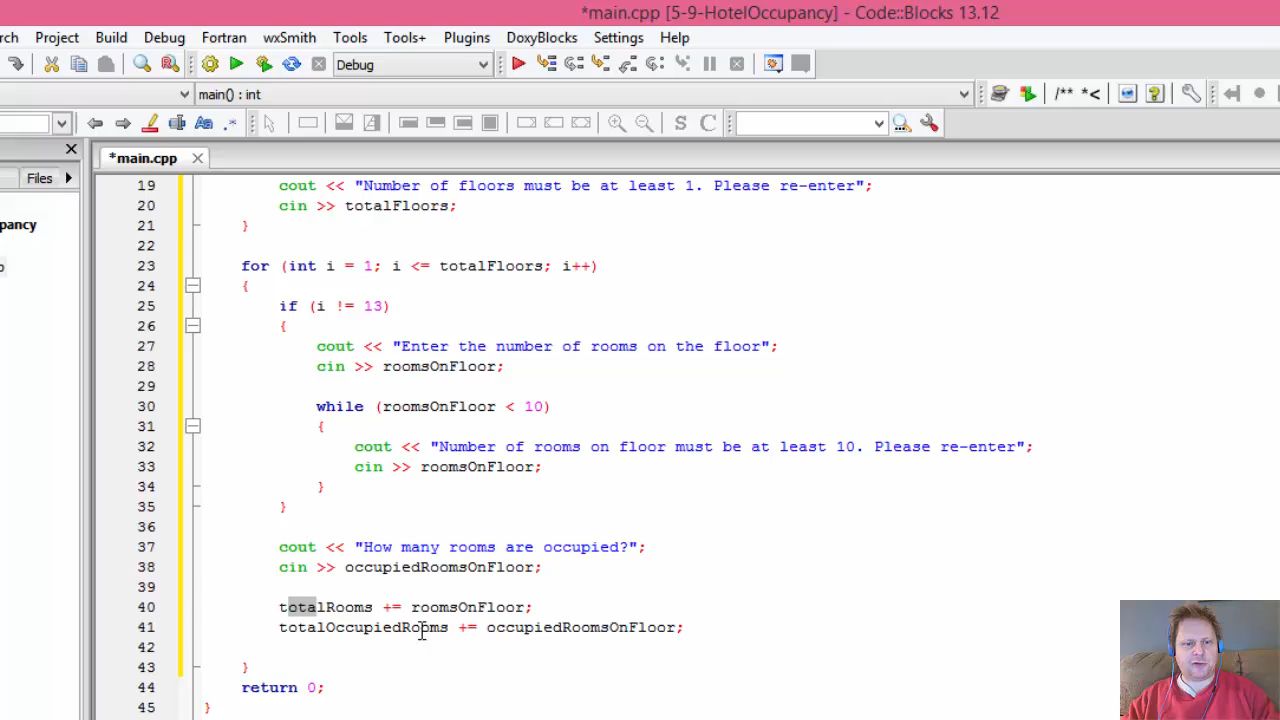 *main.cpp [5-9-HotelOccupancy] - Code::Blocks 13.12
rch Project Build Debug Fortran wxSmith Tools Tools+ Plugins DoxyBlocks Settings Help
Debug
main() : int
/** *<
Aa .* S C
*main.cpp
Files
pancy
19 cout << "Number of floors must be at least 1. Please re-enter";
20 cin >> totalFloors;
21 }
22
23 for (int i = 1; i <= totalFloors; i++)
24 {
25 if (i != 13)
26 {
27 cout << "Enter the number of rooms on the floor";
28 cin >> roomsOnFloor;
29
30 while (roomsOnFloor < 10)
31 {
32 cout << "Number of rooms on floor must be at least 10. Please re-enter";
33 cin >> roomsOnFloor;
34 }
35 }
36
37 cout << "How many rooms are occupied?";
38 cin >> occupiedRoomsOnFloor;
39
40 totalRooms += roomsOnFloor;
41 totalOccupiedRooms += occupiedRoomsOnFloor;
42
43 }
44 return 0;
45 }